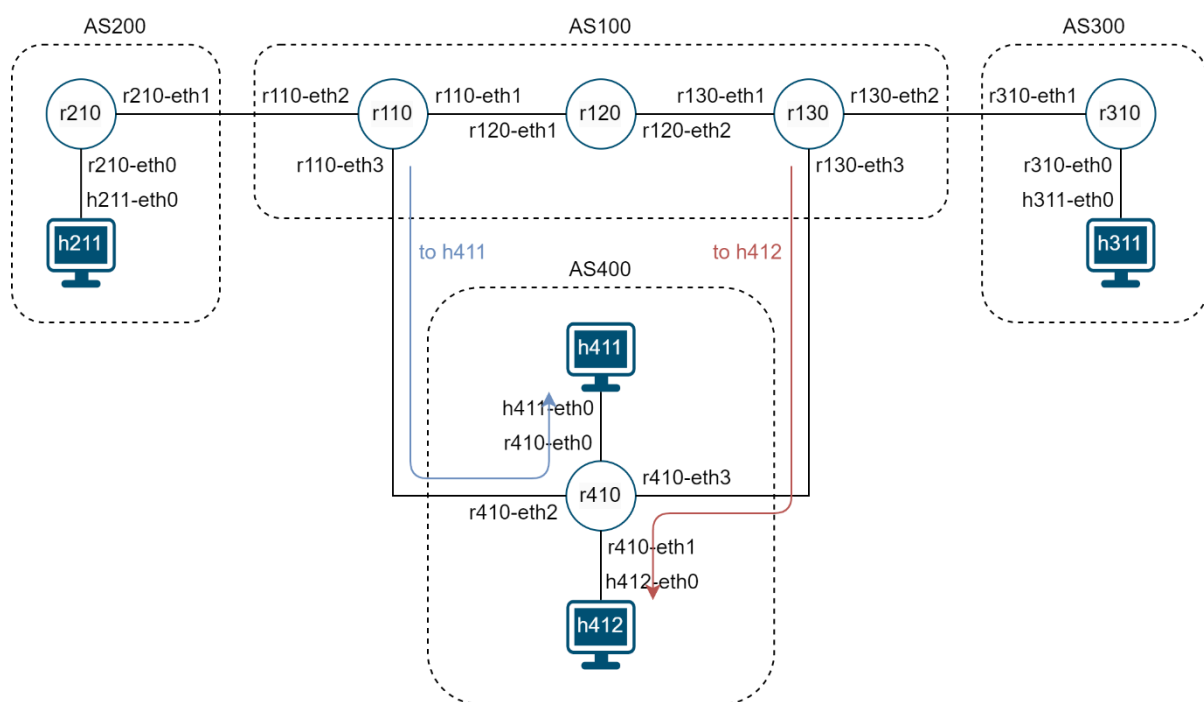 AS200
AS100
AS300
r210-eth1
r110-eth2
r110-eth1
r130-eth1
r130-eth2
r310-eth1
r210
r110
r120
r130
r310
r120-eth1
r120-eth2
r210-eth0
r110-eth3
r130-eth3
r310-eth0
h211-eth0
h311-eth0
h211
to h411
to h412
h311
AS400
h411
h411-eth0
r410-eth0
r410-eth3
r410
r410-eth2
r410-eth1
h412-eth0
h412